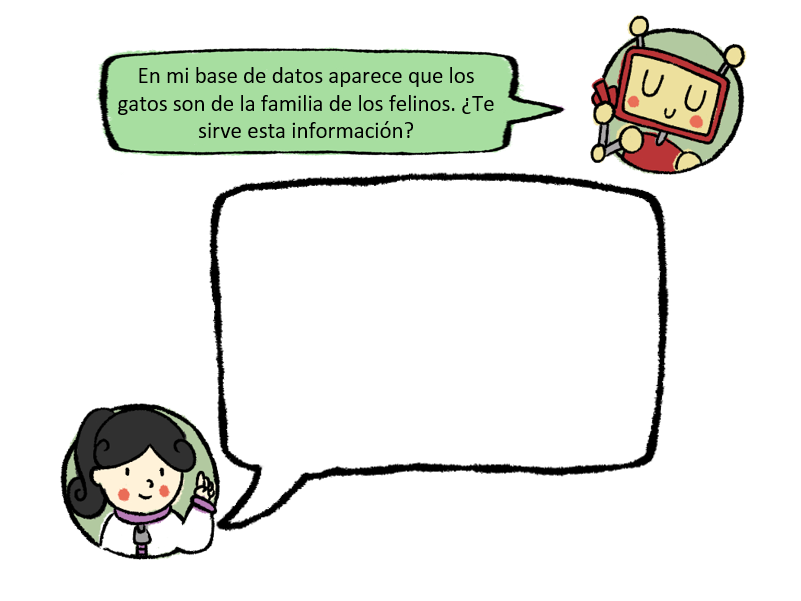 En mi base de datos aparece que los
gatos son de la familia de los felinos. ¿Te
sirve esta información?